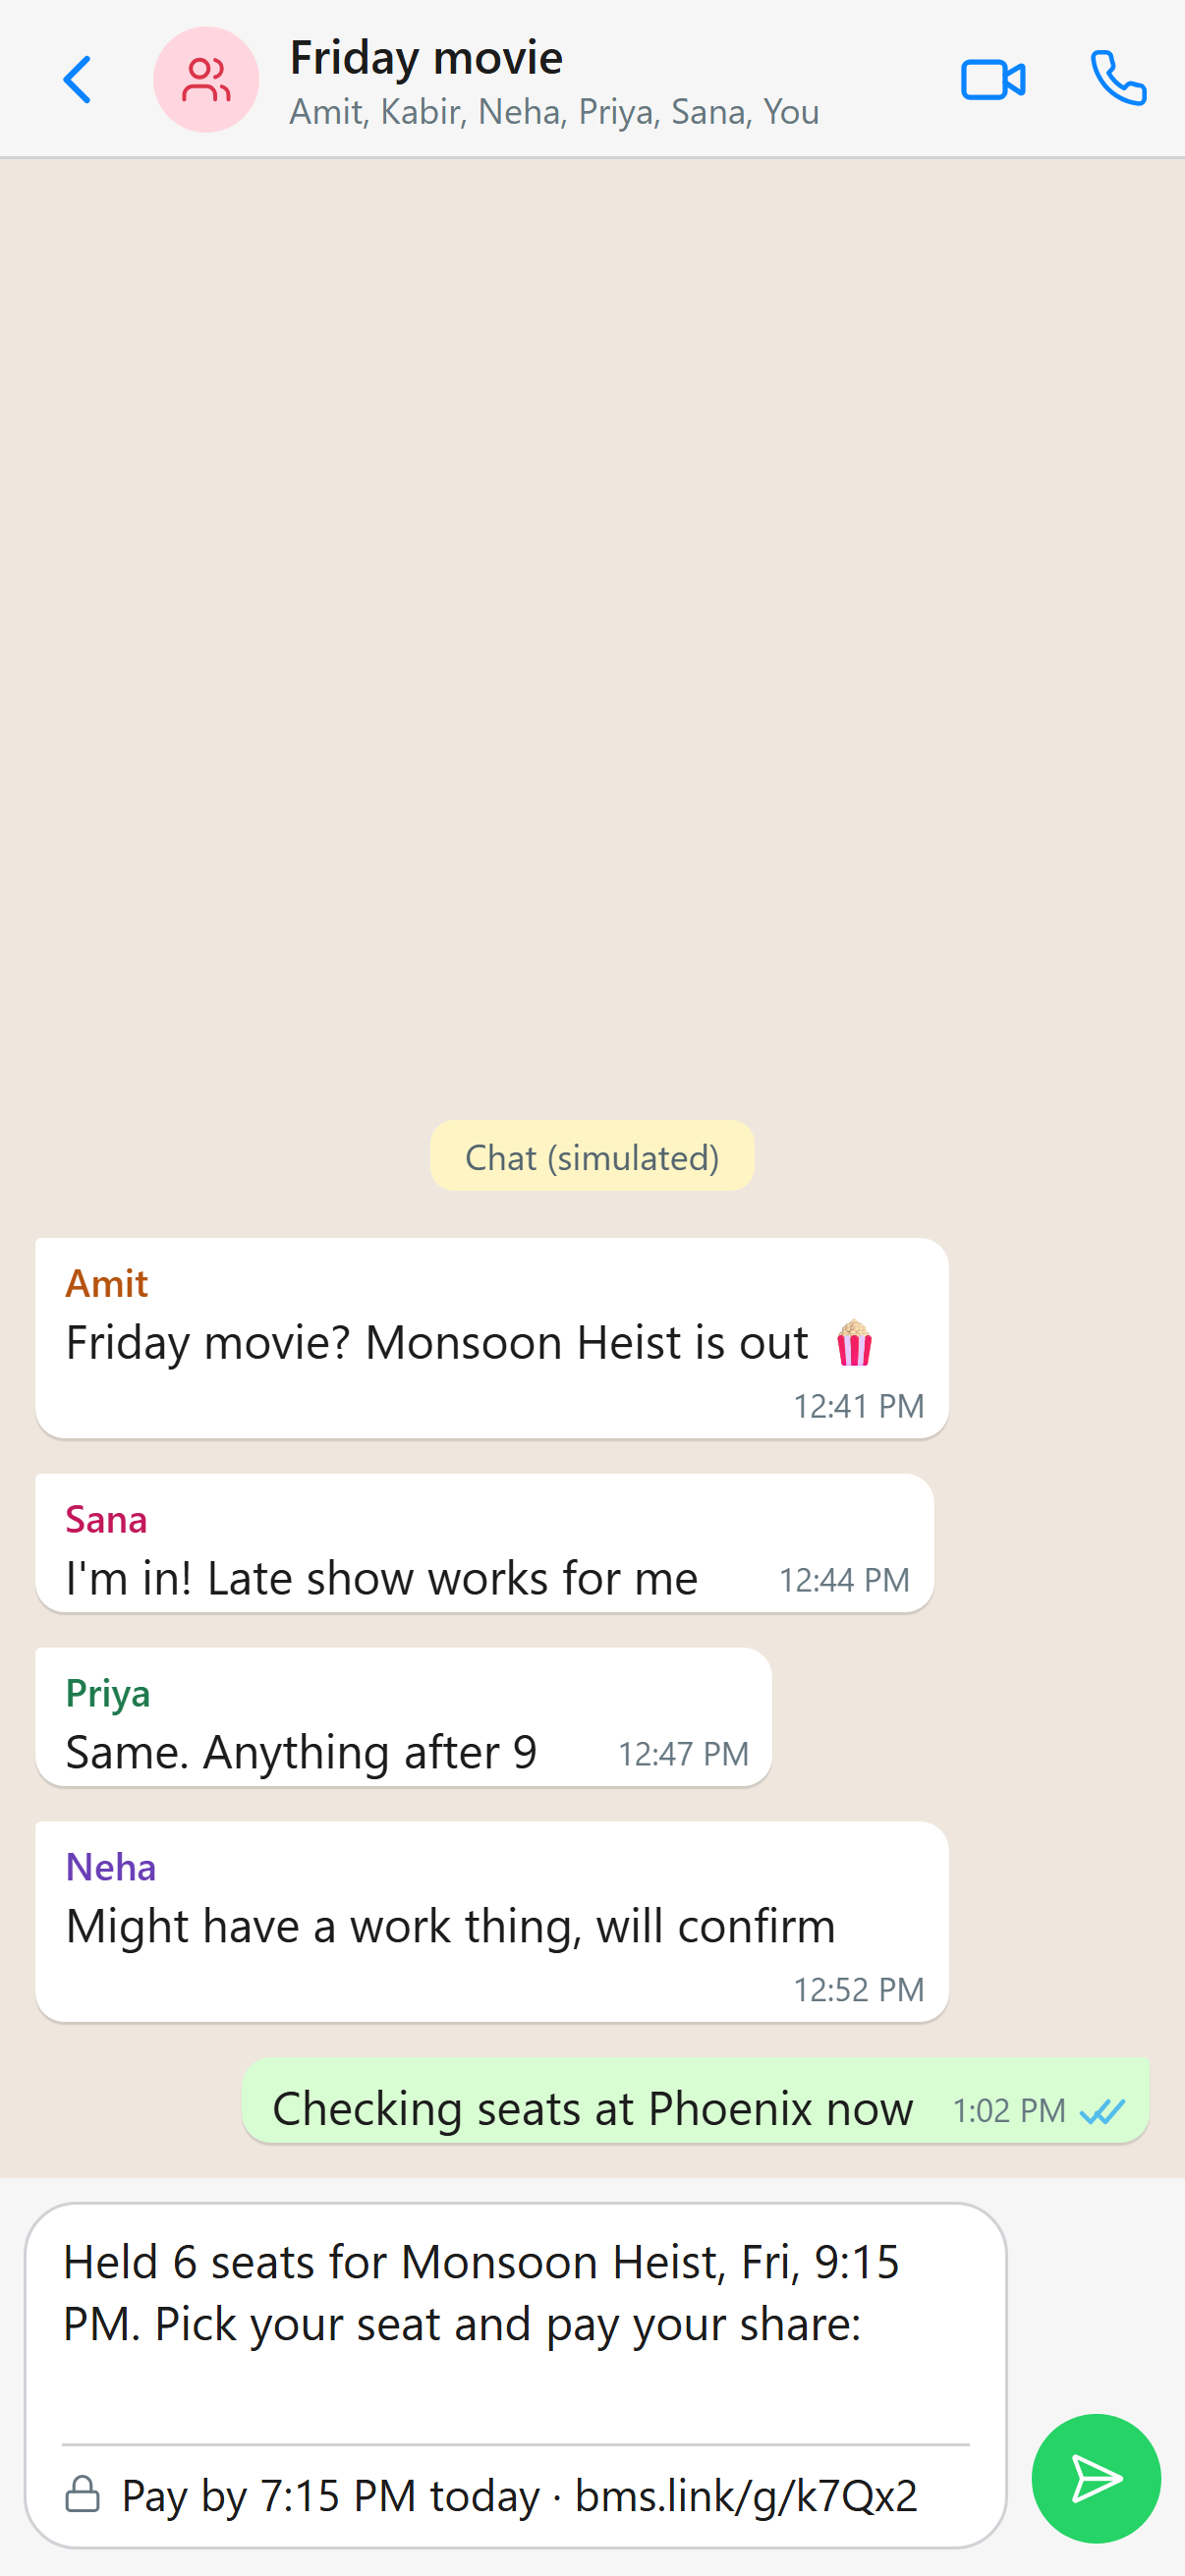 Friday movie
Amit, Kabir, Neha, Priya, Sana, You
Chat (simulated)
Amit
Friday movie? Monsoon Heist is out 🍿
12:41 PM
Sana
I'm in! Late show works for me 12:44 PM
Priya
Same. Anything after 9 12:47 PM
Neha
Might have a work thing, will confirm
12:52 PM
Checking seats at Phoenix now 1:02 PM
Held 6 seats for Monsoon Heist, Fri, 9:15
PM. Pick your seat and pay your share:
Pay by 7:15 PM today · bms.link/g/k7Qx2